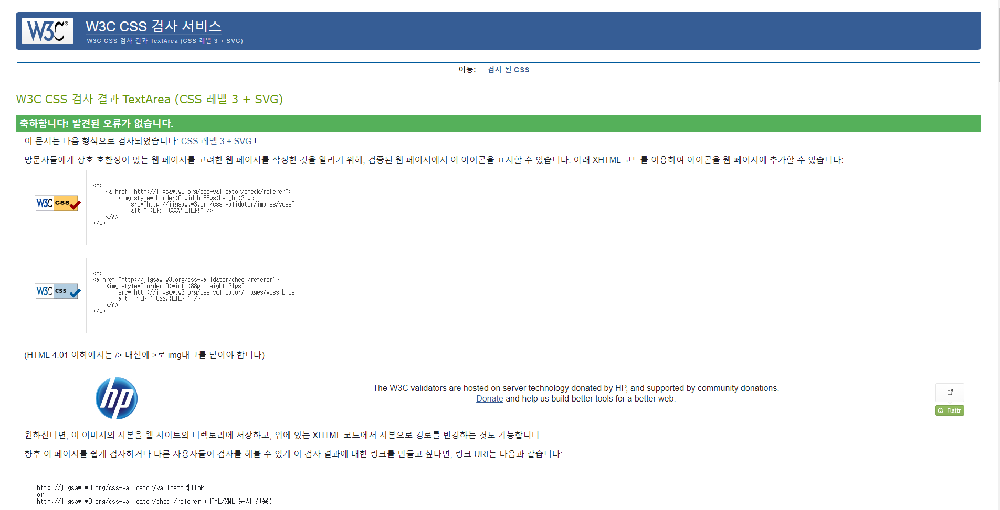 W3C®
W3C CSS 검사 서비스
W3C CSS 검사 결과 TextArea (CSS 레벨 3 + SVG)
이동: 검사 된 CSS
W3C CSS 검사 결과 TextArea (CSS 레벨 3 + SVG)
축하합니다! 발견된 오류가 없습니다.
이 문서는 다음 형식으로 검사되었습니다: CSS 레벨 3 + SVG !
방문자들에게 상호 호환성이 있는 웹 페이지를 고려한 웹 페이지를 작성한 것을 알리기 위해, 검증된 웹 페이지에서 이 아이콘을 표시할 수 있습니다. 아래 XHTML 코드를 이용하여 아이콘을 웹 페이지에 추가할 수 있습니다:
W3C css
<p>
<a href="http://jigsaw.w3.org/css-validator/check/referer">
<img style="border:0;width:88px;height:31px"
src="http://jigsaw.w3.org/css-validator/images/vcss"
alt="올바른 CSS입니다!" />
</a>
</p>
W3C css
<p>
<a href="http://jigsaw.w3.org/css-validator/check/referer">
<img style="border:0;width:88px;height:31px"
src="http://jigsaw.w3.org/css-validator/images/vcss-blue"
alt="올바른 CSS입니다!" />
</a>
</p>
(HTML 4.01 이하에서는 /> 대신에 >로 img태그를 닫아야 합니다)
hp
The W3C validators are hosted on server technology donated by HP, and supported by community donations.
Donate and help us build better tools for a better web.
Flattr
원하신다면, 이 이미지의 사본을 웹 사이트의 디렉토리에 저장하고, 위에 있는 XHTML 코드에서 사본으로 경로를 변경하는 것도 가능합니다.
향후 이 페이지를 쉽게 검사하거나 다른 사용자들이 검사를 해볼 수 있게 이 검사 결과에 대한 링크를 만들고 싶다면, 링크 URI는 다음과 같습니다:
http://jigsaw.w3.org/css-validator/validator$link
or
http://jigsaw.w3.org/css-validator/check/referer (HTML/XML 문서 전용)